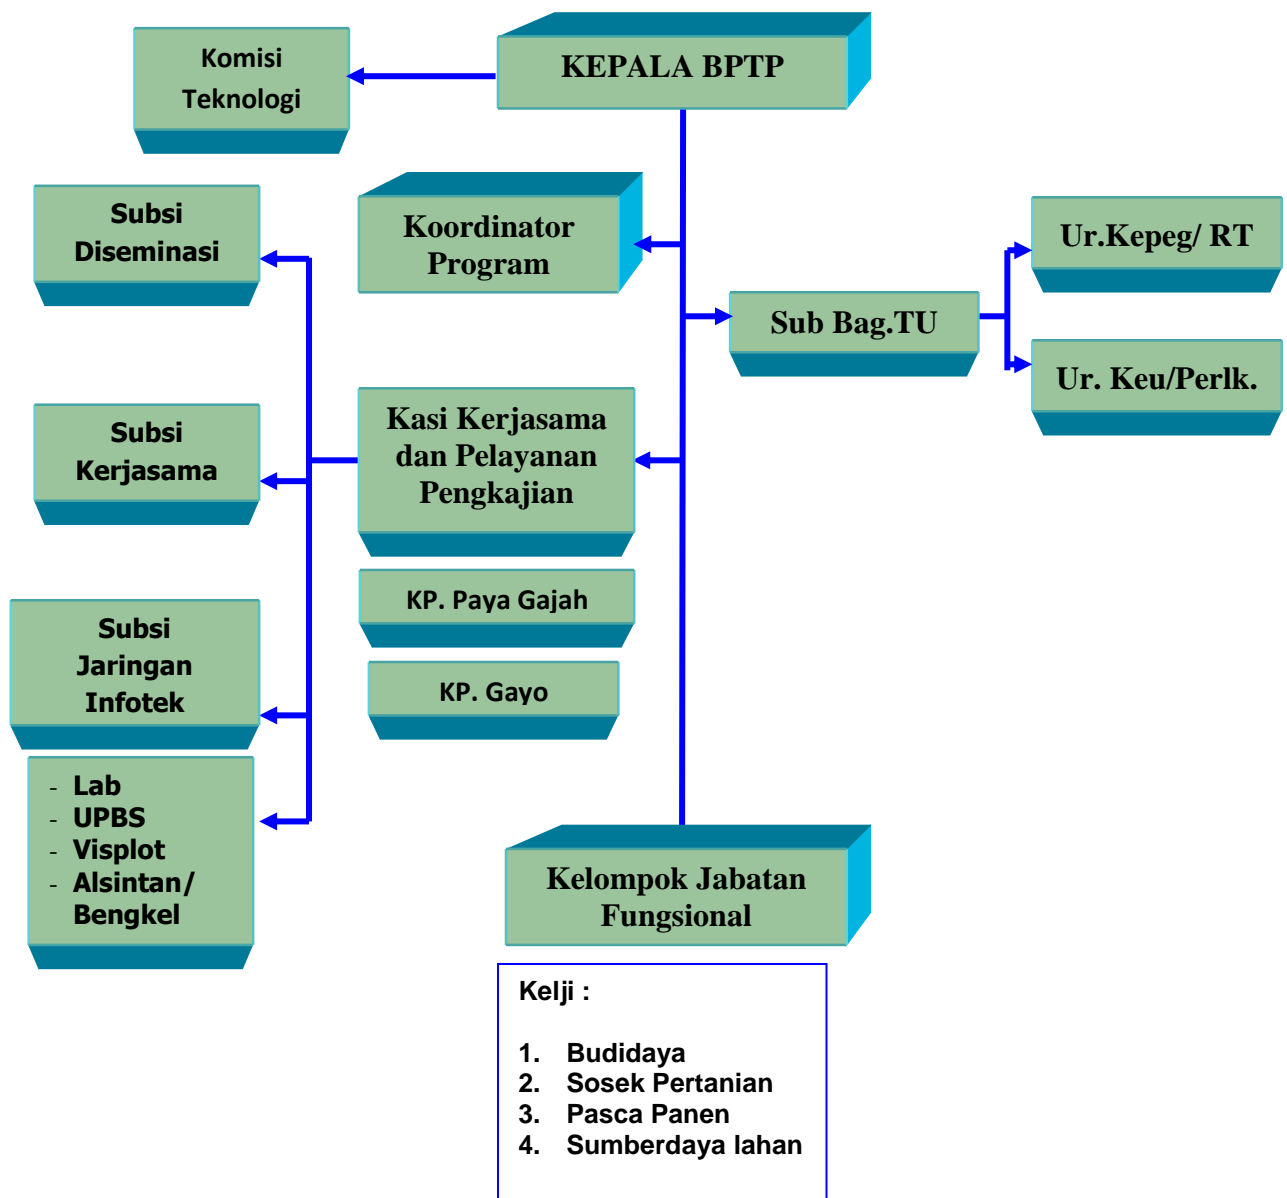 Komisi
Teknologi
KEPALA BPTP
Subsi
Diseminasi
Koordinator
Program
Ur.Kepeg/ RT
Sub Bag.TU
Ur. Keu/Perlk.
Subsi
Kerjasama
Kasi Kerjasama
dan Pelayanan
Pengkajian
KP. Paya Gajah
Subsi
Jaringan
Infotek
KP. Gayo
- Lab
- UPBS
- Visplot
- Alsintan/
Bengkel
Kelompok Jabatan
Fungsional
Kelji :
1. Budidaya
2. Sosek Pertanian
3. Pasca Panen
4. Sumberdaya lahan